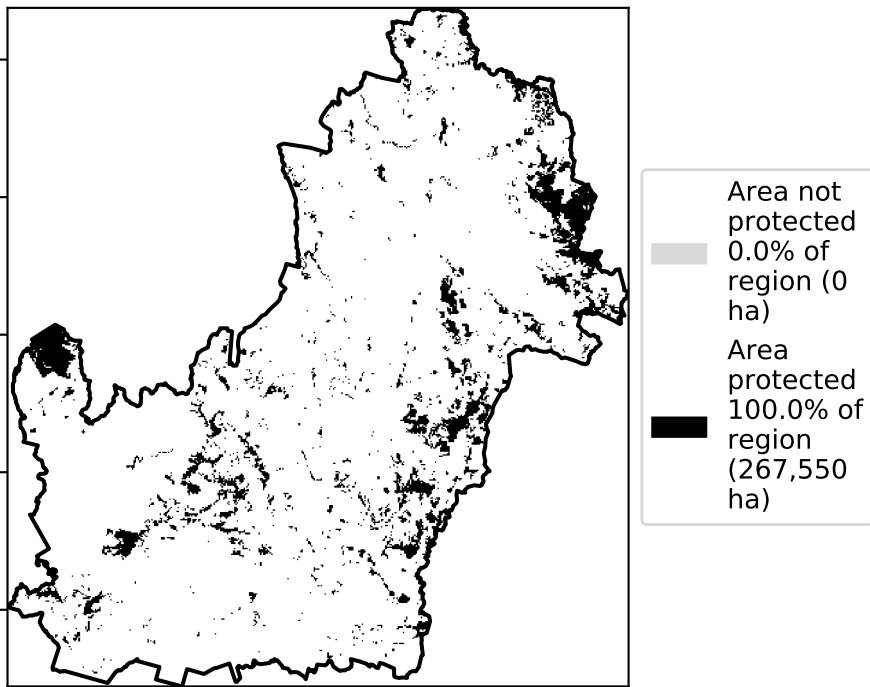 Area not
protected
0.0% of
region (0
ha)
Area
protected
100.0% of
region
(267,550
ha)